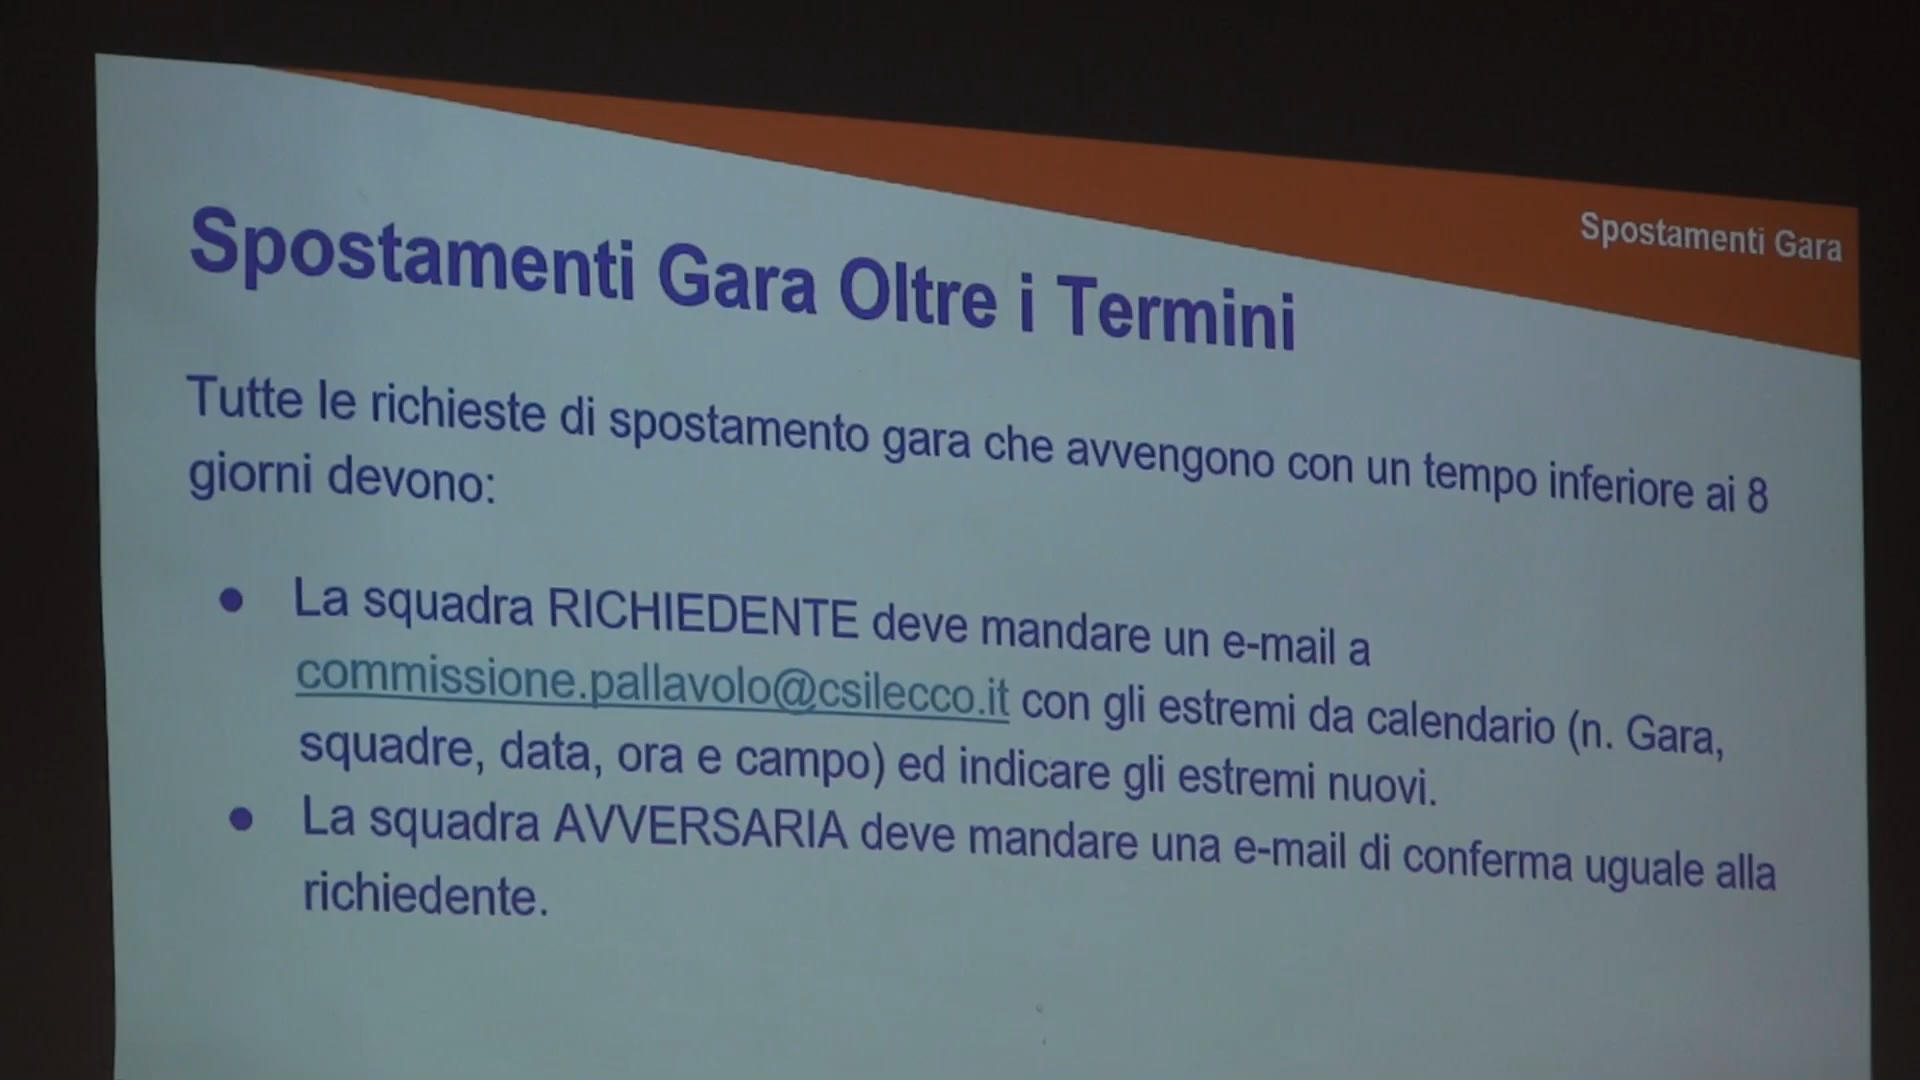 Spostamenti Gara
Spostamenti Gara Oltre i Termini
Tutte le richieste di spostamento gara che avvengono con un tempo inferiore ai 8
giorni devono:
● La squadra RICHIEDENTE deve mandare un e-mail a
commissione.pallavolo@csilecco.it con gli estremi da calendario (n. Gara,
squadre, data, ora e campo) ed indicare gli estremi nuovi.
● La squadra AVVERSARIA deve mandare una e-mail di conferma uguale alla
richiedente.